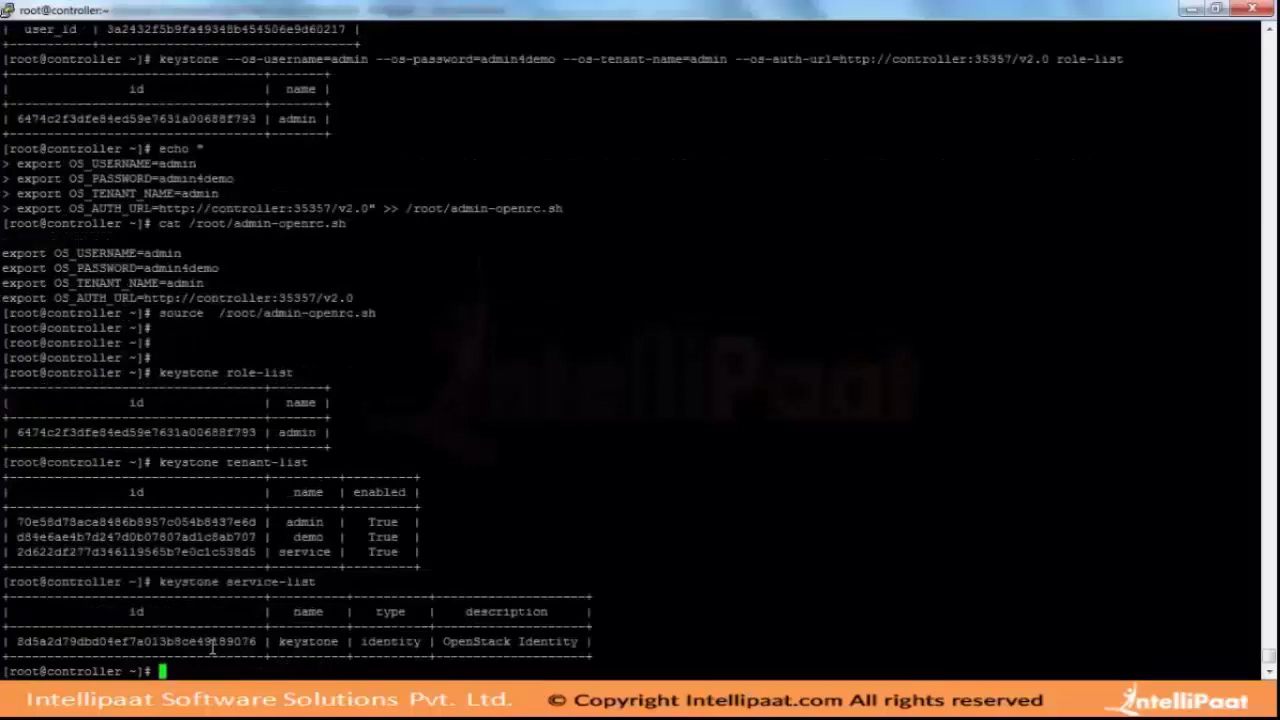 root@controller:~
| user_id | 3a2432f5b9fa49348b454506e9d60217 |
[root@controller ~]# keystone --os-username=admin --os-password=admin4demo --os-tenant-name=admin --os-auth-url=http://controller:35357/v2.0 role-list
| id | name |
| 6474c2f3dfe84ed59e7631a00688f793 | admin |
[root@controller ~]# echo "
> export OS_USERNAME=admin
> export OS_PASSWORD=admin4demo
> export OS_TENANT_NAME=admin
> export OS_AUTH_URL=http://controller:35357/v2.0" >> /root/admin-openrc.sh
[root@controller ~]# cat /root/admin-openrc.sh
export OS_USERNAME=admin
export OS_PASSWORD=admin4demo
export OS_TENANT_NAME=admin
export OS_AUTH_URL=http://controller:35357/v2.0
[root@controller ~]# source /root/admin-openrc.sh
[root@controller ~]#
[root@controller ~]#
[root@controller ~]#
[root@controller ~]# keystone role-list
| id | name |
| 6474c2f3dfe84ed59e7631a00688f793 | admin |
[root@controller ~]# keystone tenant-list
| id | name | enabled |
| 70e58d78aca8486b8957c054b8437e6d | admin | True |
| d84e6ae4b7d247d0b07807ad1c8ab707 | demo | True |
| 2d622df277d346119565b7e0c1c538d5 | service | True |
[root@controller ~]# keystone service-list
| id | name | type | description |
| 8d5a2d79dbd04ef7a013b8ce49189076 | keystone | identity | OpenStack Identity |
[root@controller ~]#
IntelliPaat
Intellipaat Software Solutions Pvt. Ltd. © Copyright Intellipaat.com All rights reserved IntelliPaat